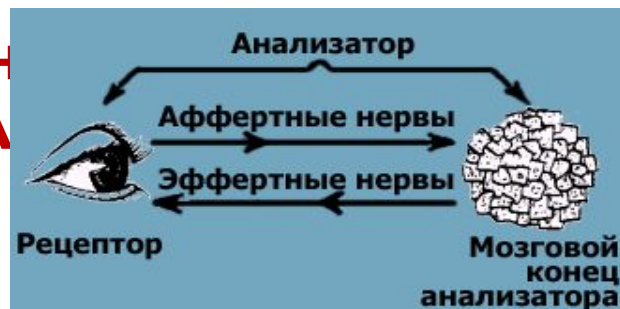 Анализатор
Аффертные нервы
Эффертные нервы
Рецептор
Мозговой
конец
анализатора